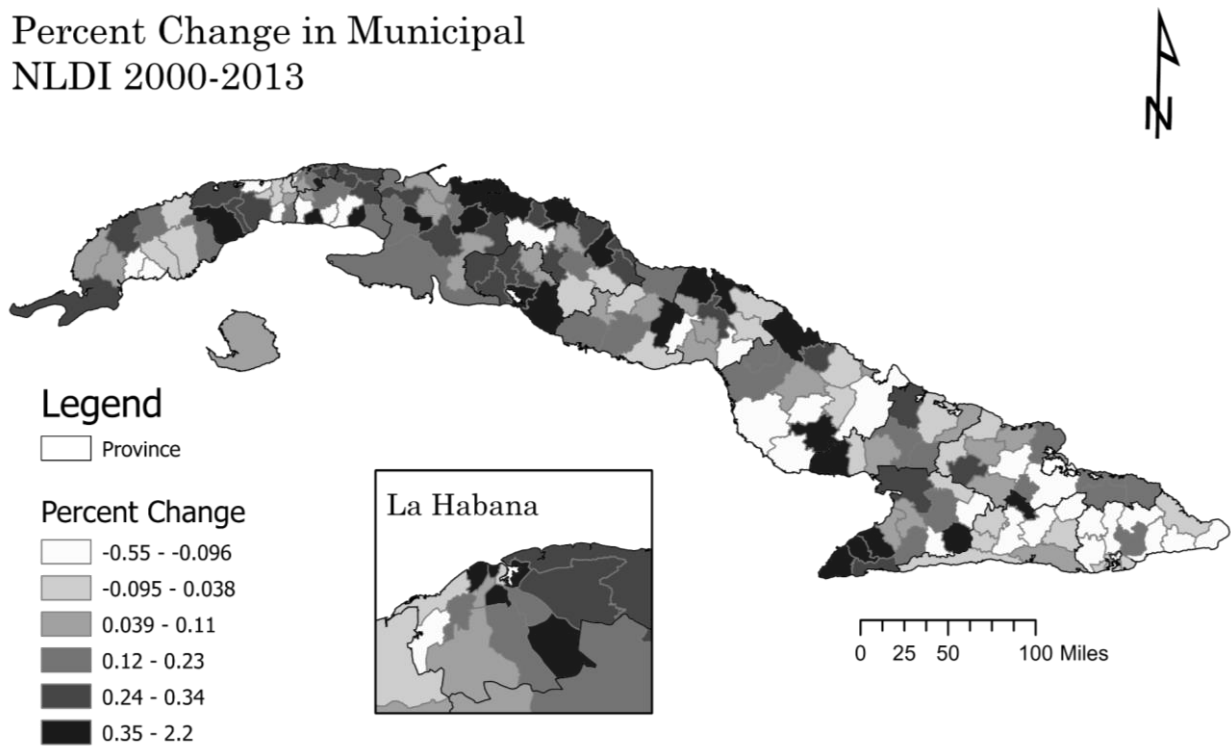 Percent Change in Municipal
NLDI 2000-2013
N
Legend
Province
Percent Change
-0.55 - -0.096
-0.095 - 0.038
0.039 - 0.11
0.12 - 0.23
0.24 - 0.34
0.35 - 2.2
La Habana
0 25 50 100 Miles